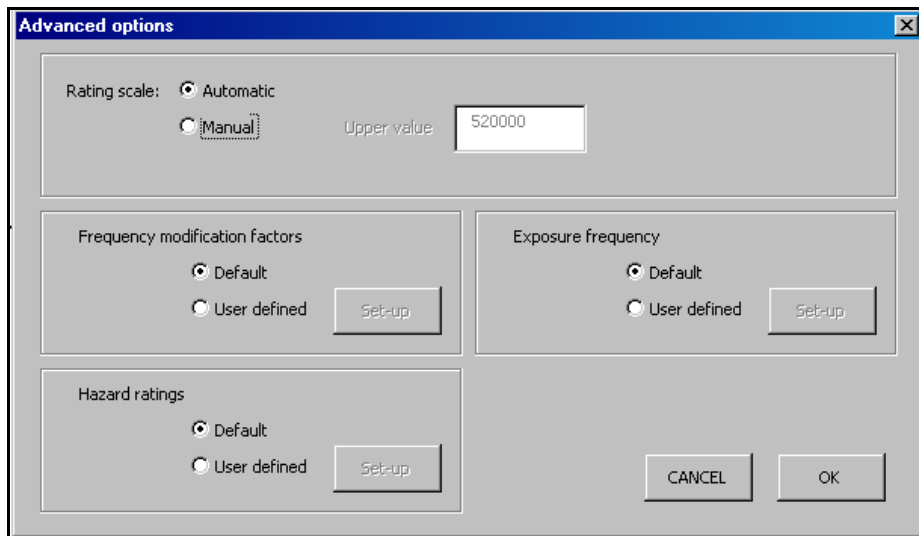 Advanced options
Rating scale: Automatic
Manual Upper value 520000
Frequency modification factors
Default
User defined Set-up
Exposure frequency
Default
User defined Set-up
Hazard ratings
Default
User defined Set-up
CANCEL OK